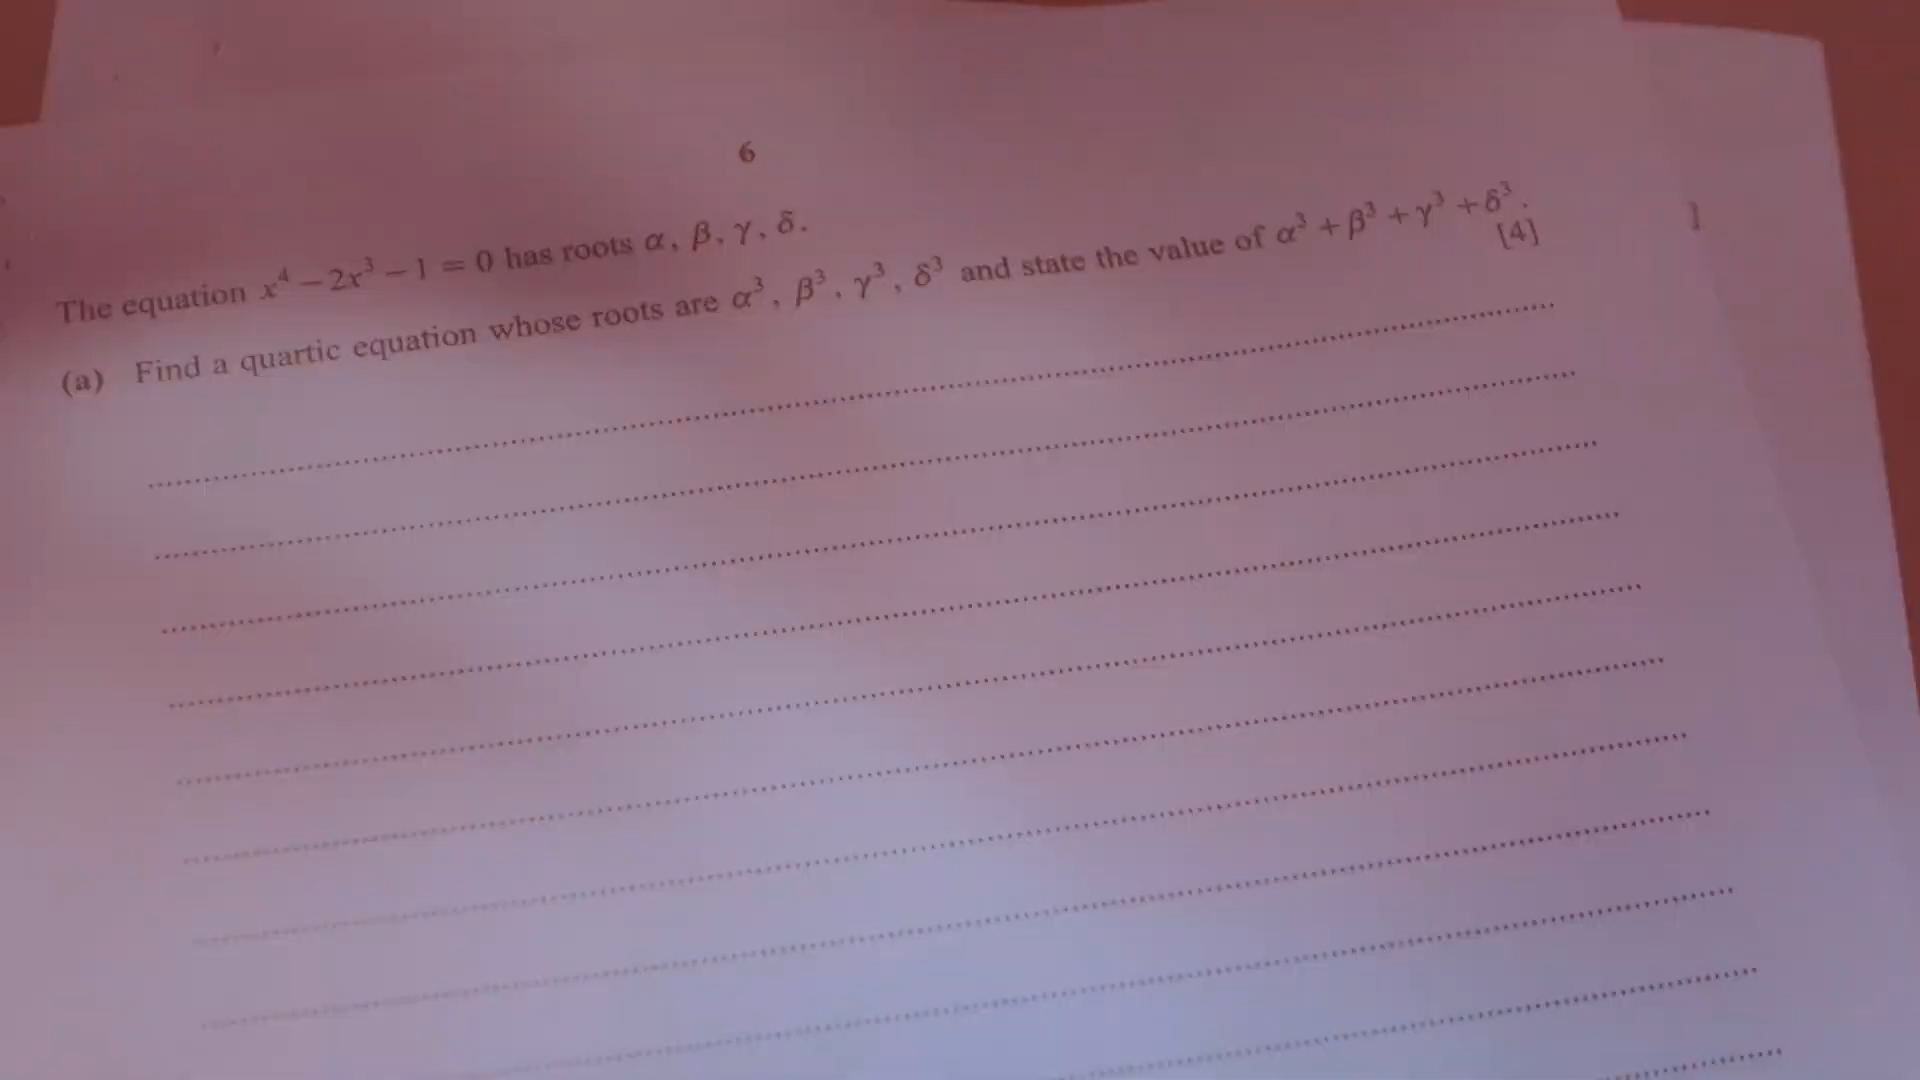 6
The equation x⁴ − 2x³ − 1 = 0 has roots α, β, γ, δ.
(a) Find a quartic equation whose roots are α³, β³, γ³, δ³ and state the value of α³ + β³ + γ³ + δ³.
[4]
]